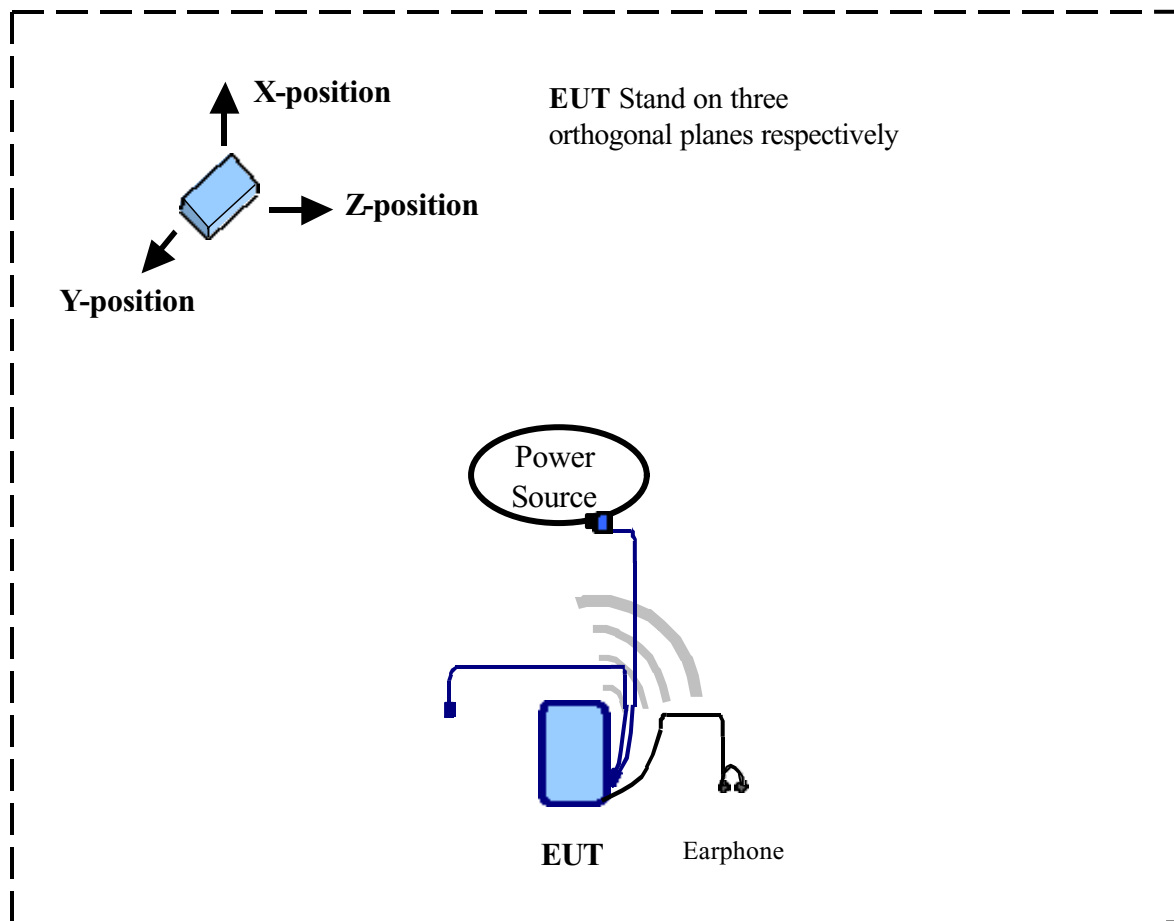 X-position
EUT Stand on three
orthogonal planes respectively
Z-position
Y-position
Power
Source
EUT
Earphone